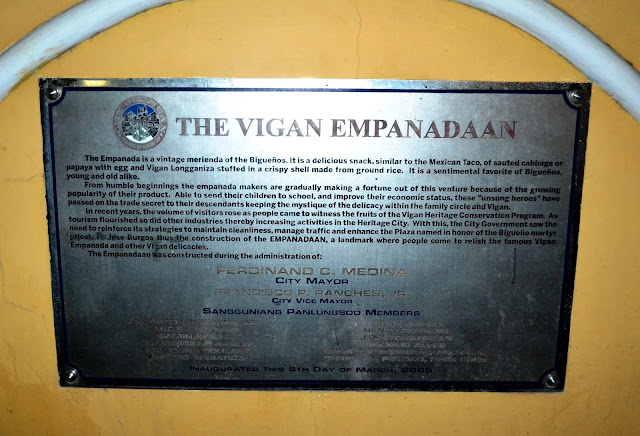 THE VIGAN EMPANADAAN
The Empanada is a vintage merienda of the Bigueños. It is a delicious snack, similar to the Mexican Taco, of sauted cabbage or
papaya with egg and Vigan Longganiza stuffed in a crispy shell made from ground rice. It is a sentimental favorite of Bigueños,
young and old alike.
From humble beginnings the empanada makers are gradually making a fortune out of this venture because of the growing
popularity of their product. Able to send their children to school, and improve their economic status, these "unsung heroes" have
passed on the trade secret to their descendants keeping the mystique of the delicacy within the family circle and Vigan.
In recent years, the volume of visitors rose as people came to witness the fruits of the Vigan Heritage Conservation Program. As
tourism flourished so did other industries thereby increasing activities in the Heritage City. With this, the City Government saw the
need to reinforce its strategies to maintain cleanliness, manage traffic and enhance the Plaza named in honor of the Bigueño martyr
priest, Fr. Jose Burgos thus the construction of the EMPANADAAN, a landmark where people come to relish the famous Vigan
Empanada and other Vigan delicacies.
The Empanadaan was constructed during the administration of:
FERDINAND C. MEDINA
CITY MAYOR
FRANCISCO P. RANCHES, JR.
CITY VICE MAYOR
SANGGUNIANG PANLUNGSOD MEMBERS
INAUGURATED THIS 9TH DAY OF MARCH, 2005